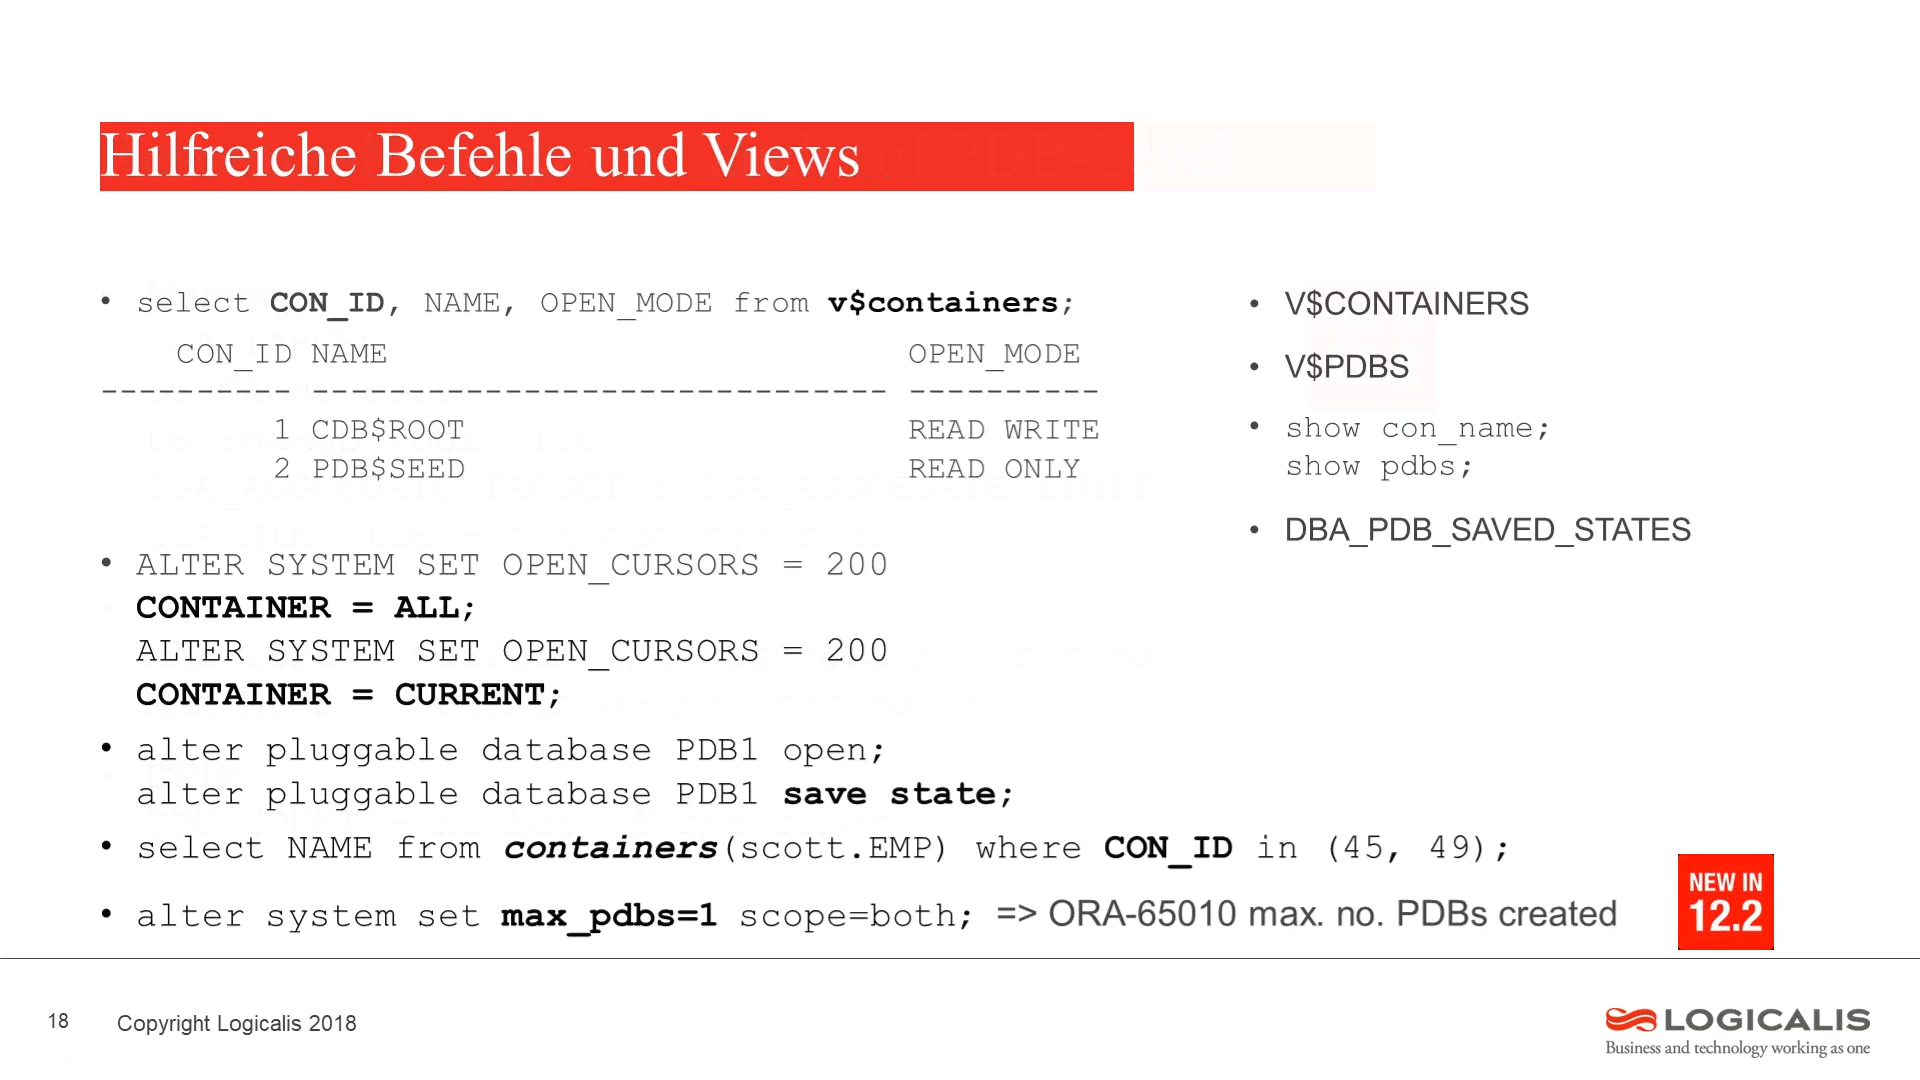 Hilfreiche Befehle und Views
• select CON_ID, NAME, OPEN_MODE from v$containers;
CON_ID NAME OPEN_MODE
---------- ------------------------------ ----------
1 CDB$ROOT READ WRITE
2 PDB$SEED READ ONLY
• ALTER SYSTEM SET OPEN_CURSORS = 200
CONTAINER = ALL;
ALTER SYSTEM SET OPEN_CURSORS = 200
CONTAINER = CURRENT;
• alter pluggable database PDB1 open;
alter pluggable database PDB1 save state;
• select NAME from containers(scott.EMP) where CON_ID in (45, 49);
• alter system set max_pdbs=1 scope=both; => ORA-65010 max. no. PDBs created
• V$CONTAINERS
• V$PDBS
• show con_name;
show pdbs;
• DBA_PDB_SAVED_STATES
NEW IN
12.2
18
Copyright Logicalis 2018
LOGICALIS
Business and technology working as one